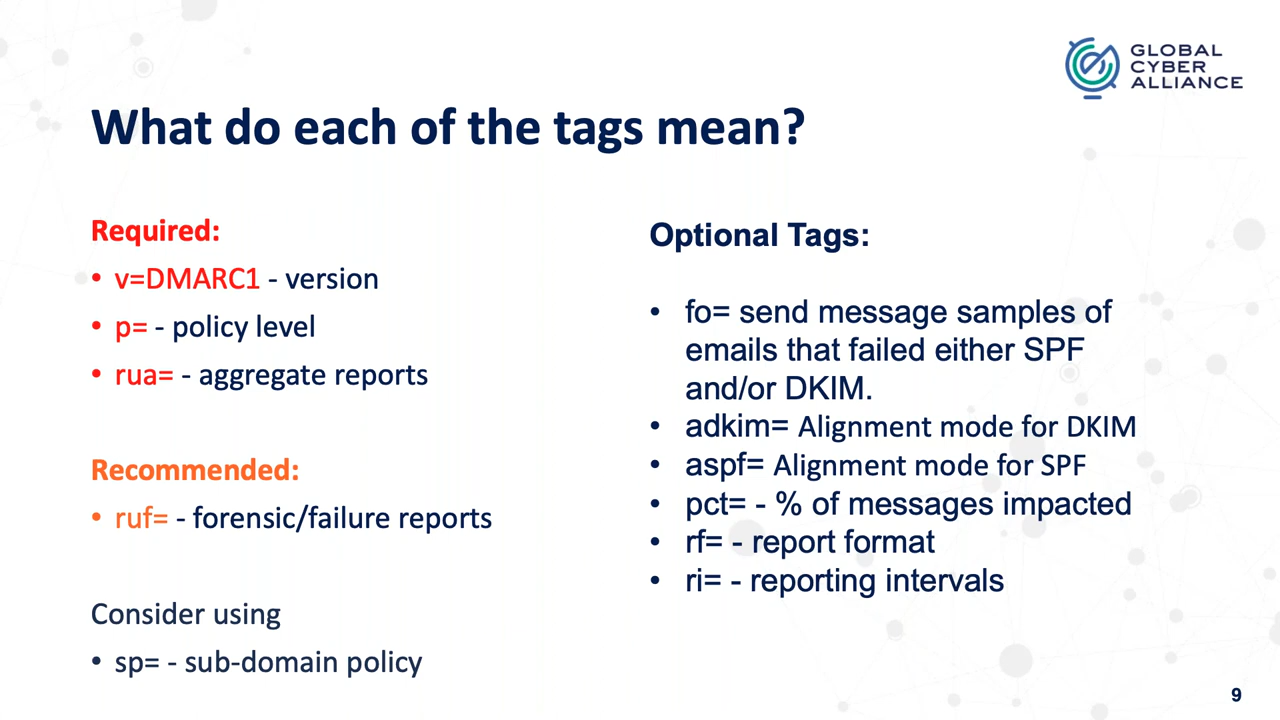 GLOBAL
CYBER
ALLIANCE
What do each of the tags mean?
Required:
• v=DMARC1 - version
• p= - policy level
• rua= - aggregate reports
Recommended:
• ruf= - forensic/failure reports
Consider using
• sp= - sub-domain policy
Optional Tags:
• fo= send message samples of
emails that failed either SPF
and/or DKIM.
• adkim= Alignment mode for DKIM
• aspf= Alignment mode for SPF
• pct= - % of messages impacted
• rf= - report format
• ri= - reporting intervals
9